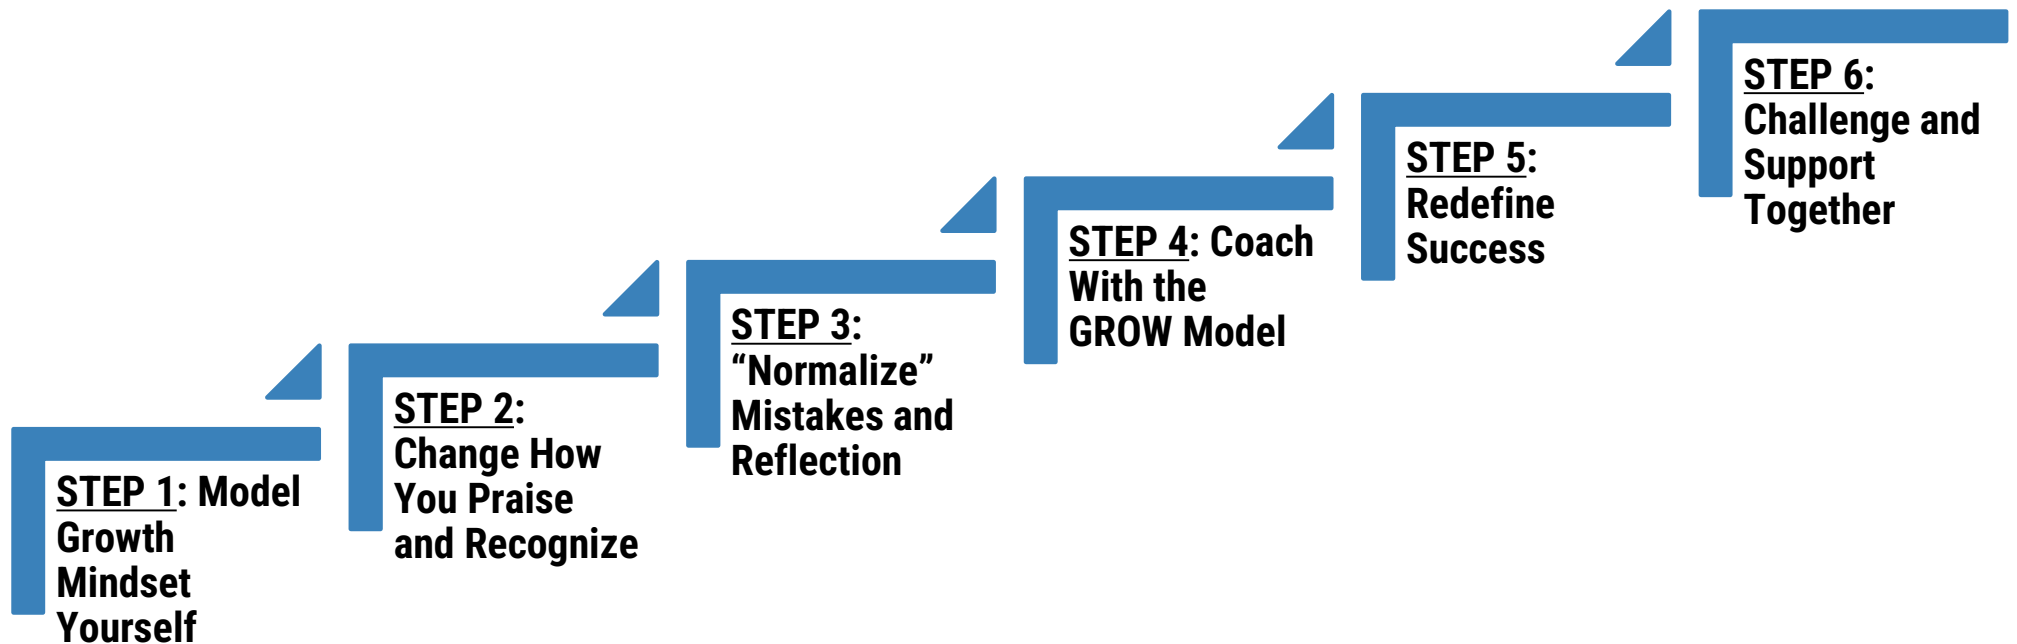 STEP 1: Model
Growth
Mindset
Yourself
STEP 2:
Change How
You Praise
and Recognize
STEP 3:
“Normalize”
Mistakes and
Reflection
STEP 4: Coach
With the
GROW Model
STEP 5:
Redefine
Success
STEP 6:
Challenge and
Support
Together